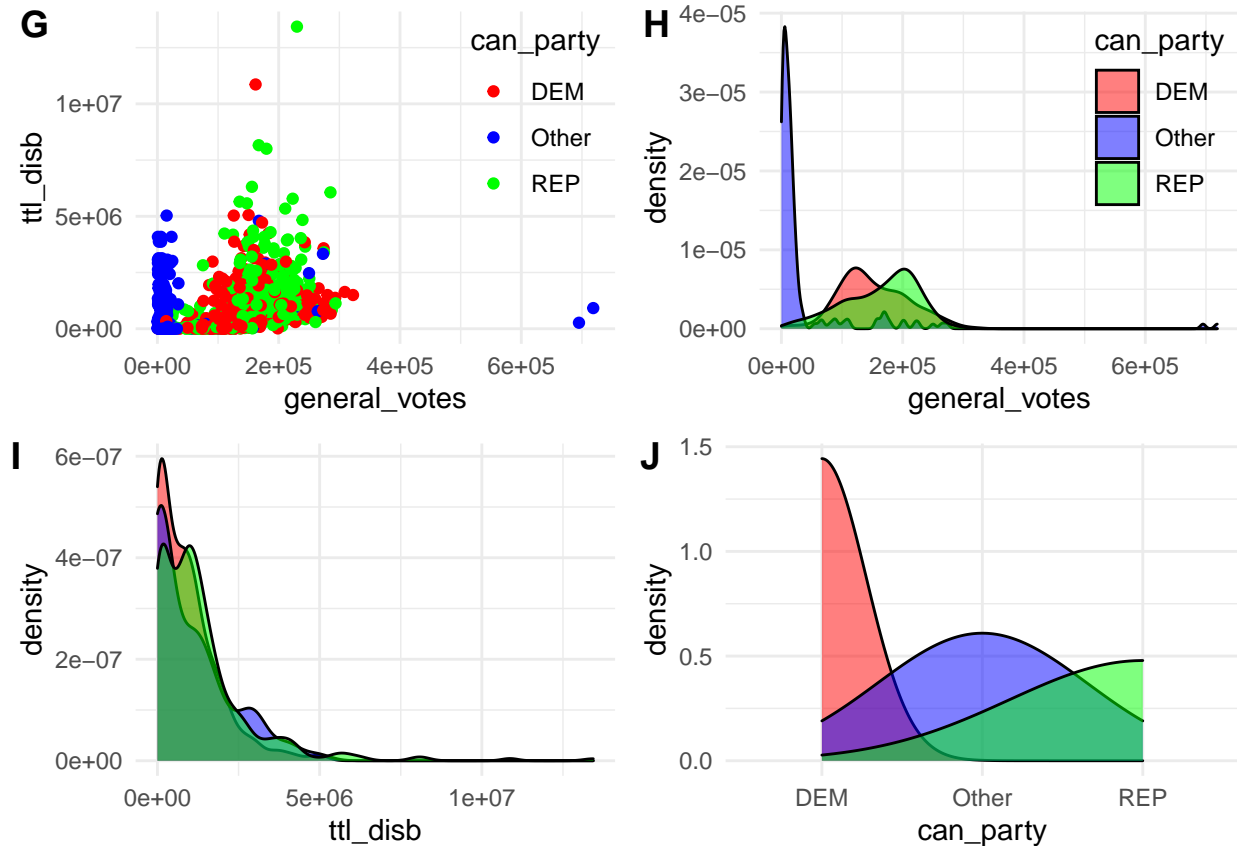 G
can_party
DEM
Other
REP
1e+07
5e+06
0e+00
ttl_disb
0e+00
2e+05
4e+05
6e+05
general_votes
H
can_party
DEM
Other
REP
4e−05
3e−05
2e−05
1e−05
0e+00
density
0e+00
2e+05
4e+05
6e+05
general_votes
I
6e−07
4e−07
2e−07
0e+00
density
0e+00
5e+06
1e+07
ttl_disb
J
1.5
1.0
0.5
0.0
density
DEM
Other
REP
can_party